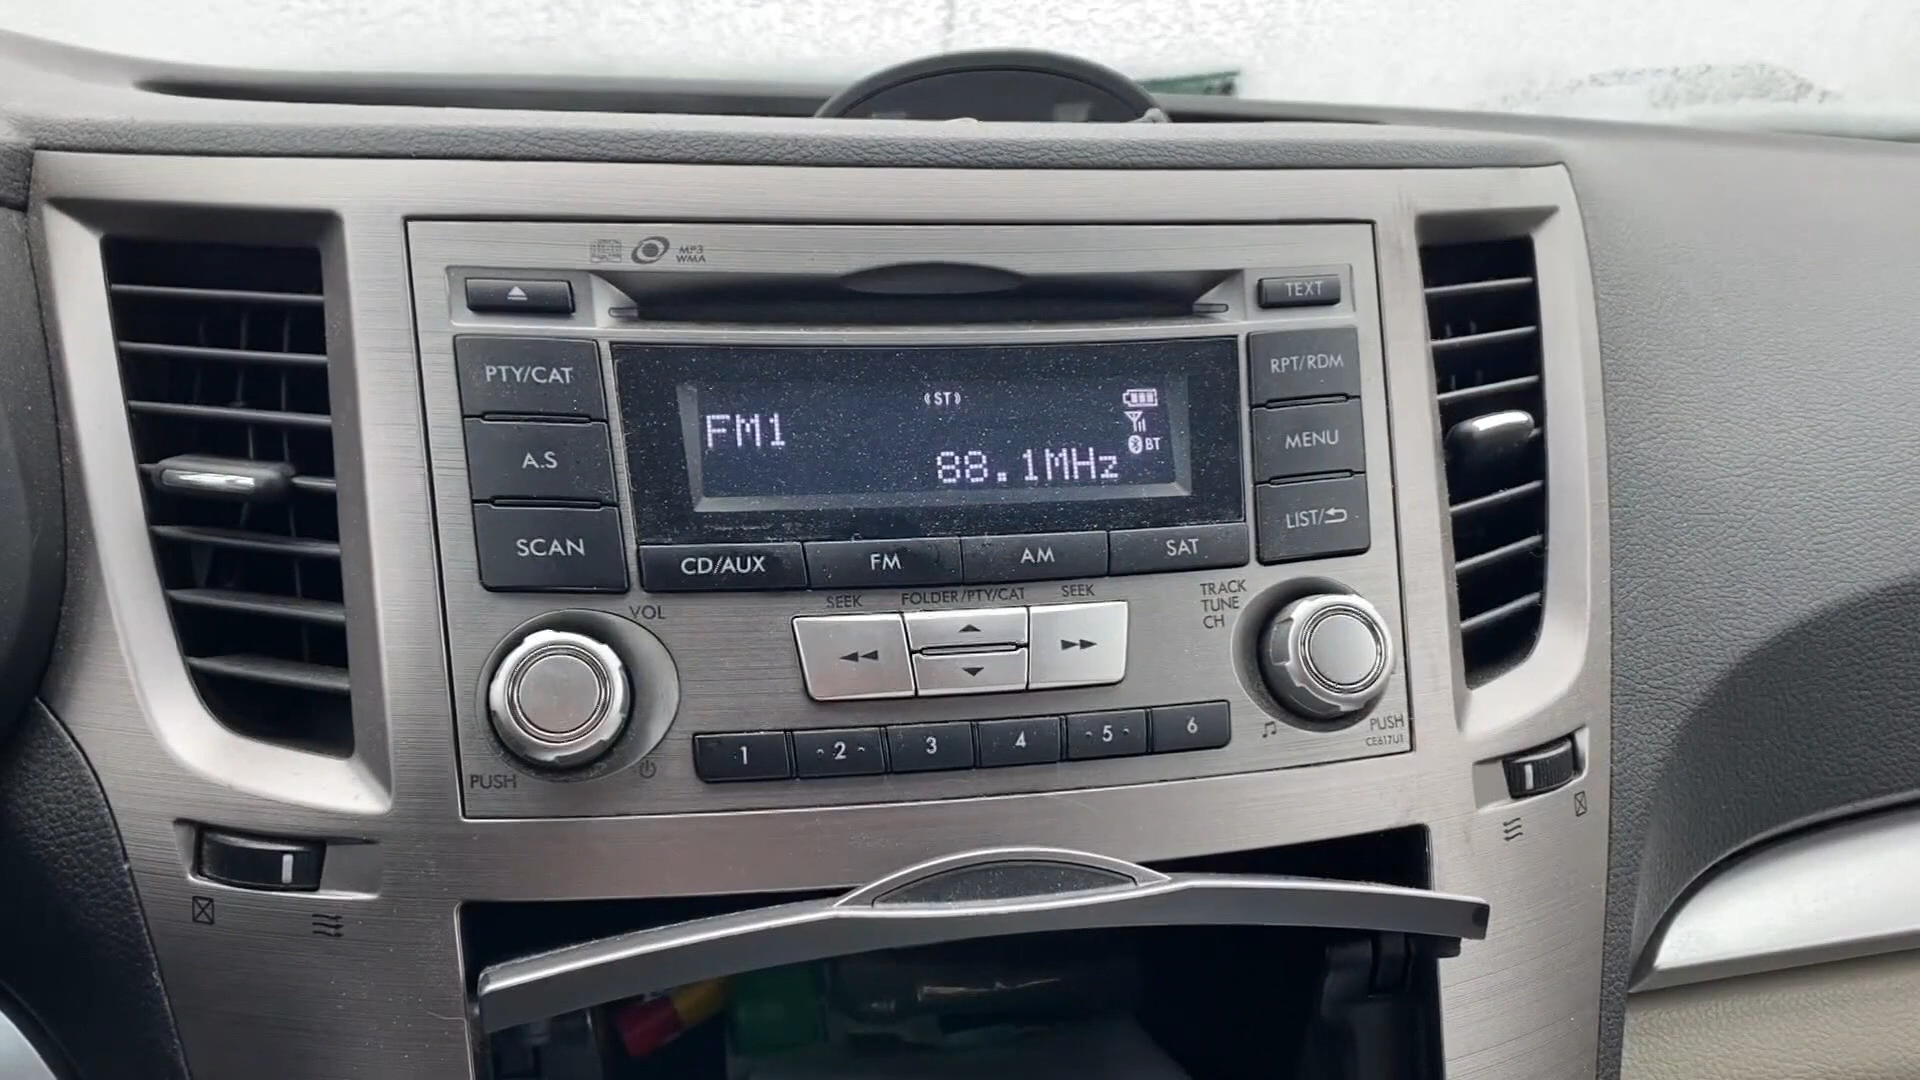 MP3
WMA
TEXT
PTY/CAT
A.S
SCAN
(ST)
FM1
88.1MHz
BT
RPT/RDM
MENU
LIST/
CD/AUX
FM
AM
SAT
SEEK
FOLDER/PTY/CAT
SEEK
TRACK
TUNE
CH
VOL
PUSH
1
2
3
4
5
6
PUSH
CE617U1